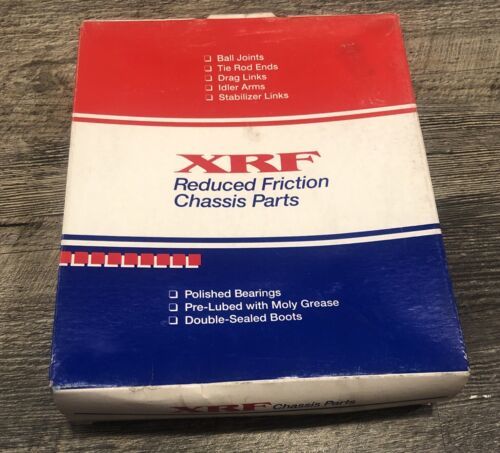 ❑ Ball Joints
❑ Tie Rod Ends
❑ Drag Links
❑ Idler Arms
❑ Stabilizer Links
XRF
Reduced Friction
Chassis Parts
❑ Polished Bearings
❑ Pre-Lubed with Moly Grease
❑ Double-Sealed Boots
XRF Chassis Parts